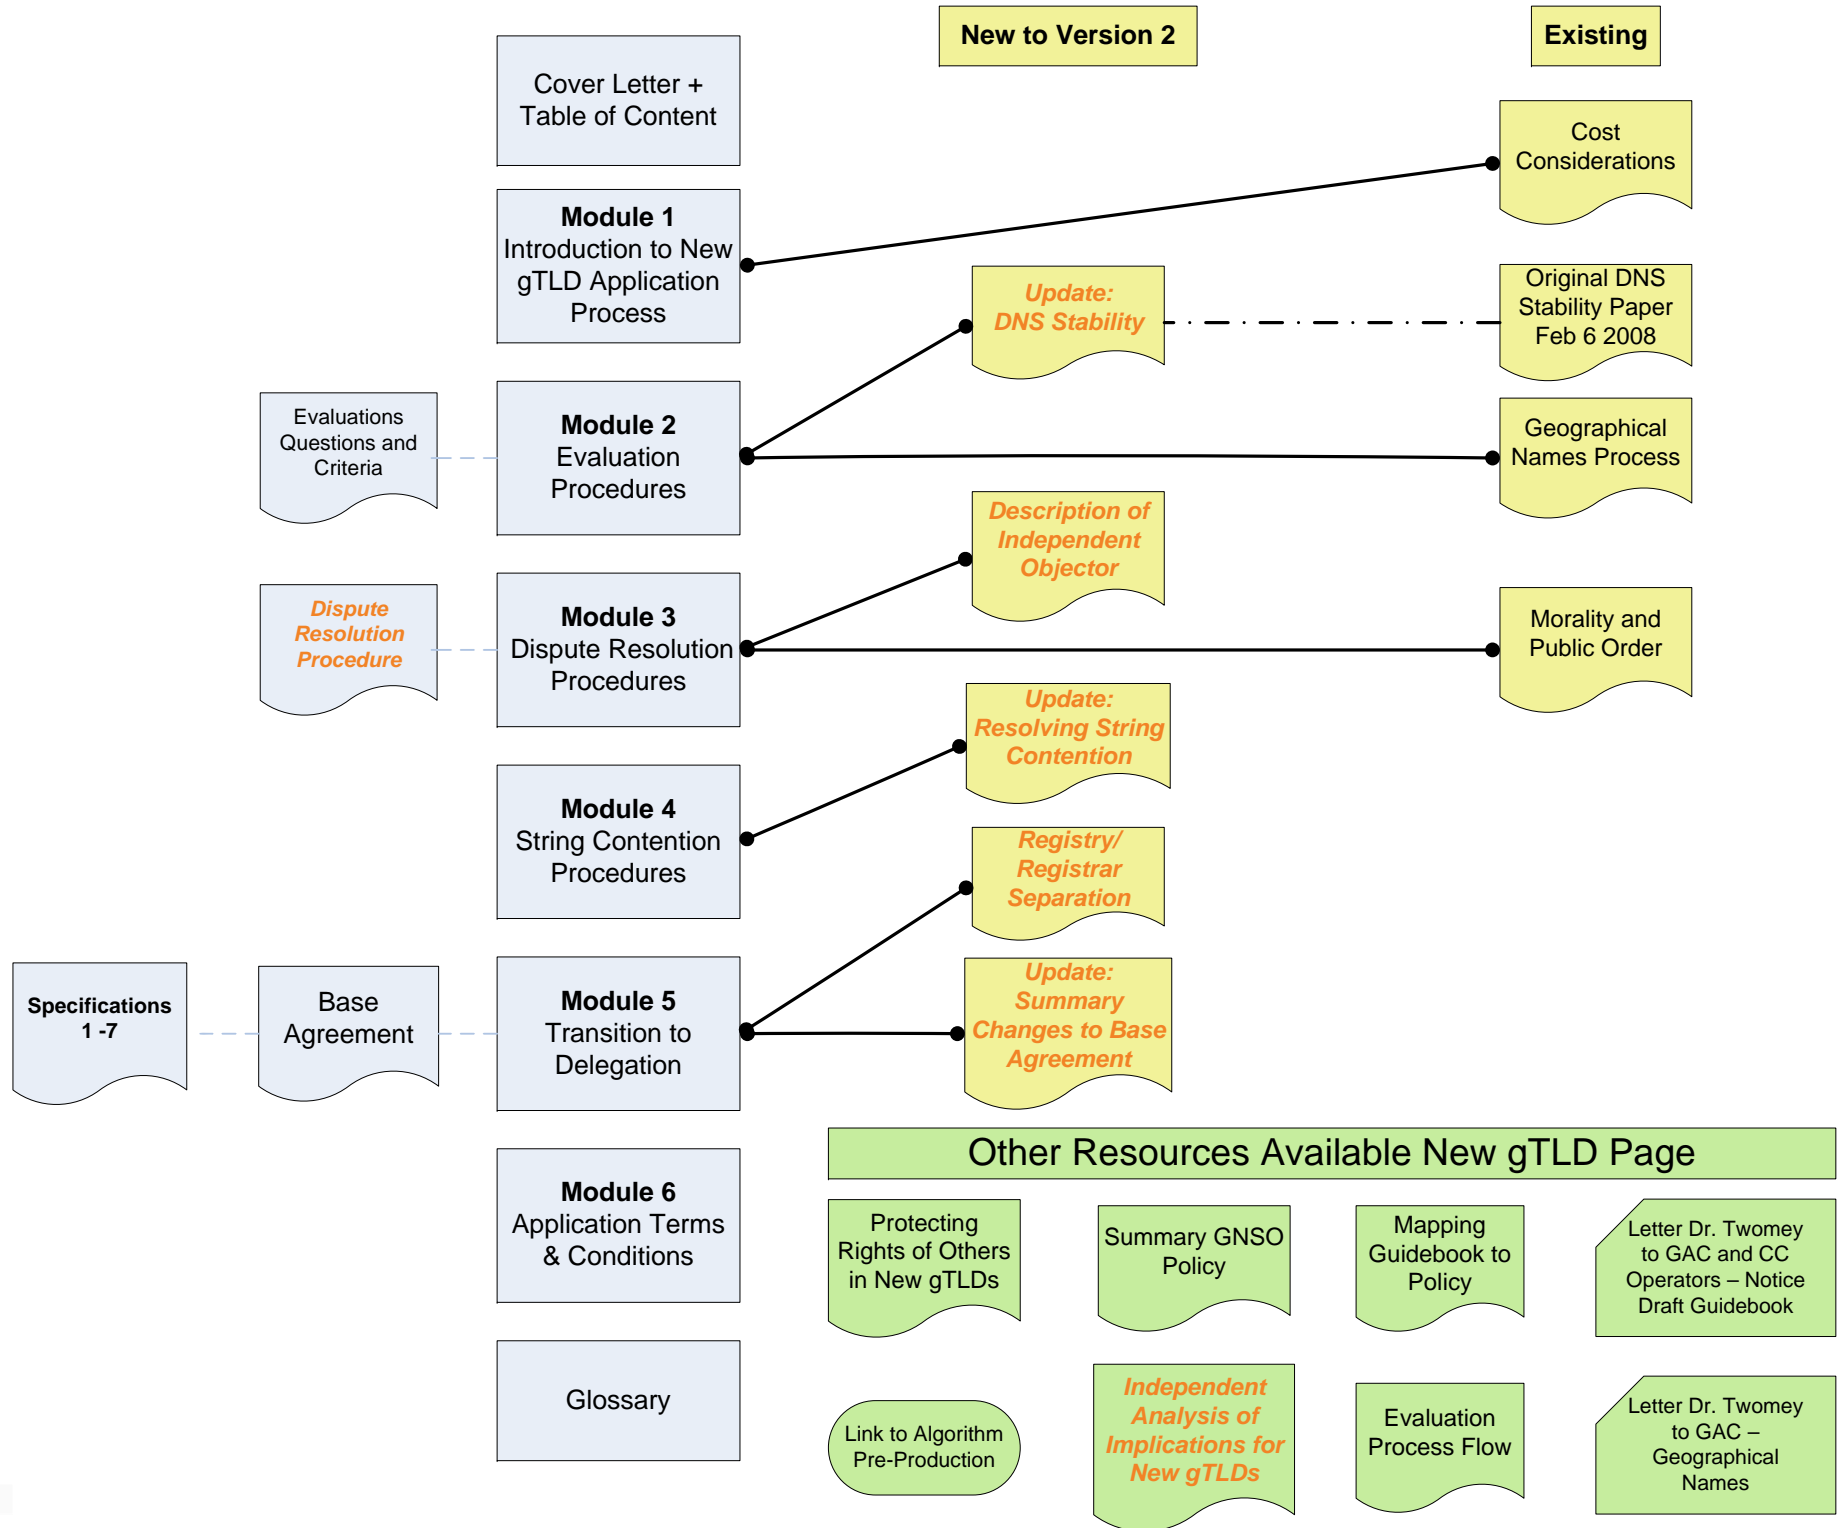 New to Version 2
Existing
Cover Letter +
Table of Content
Cost
Considerations
Module 1
Introduction to New
gTLD Application
Process
Update:
DNS Stability
Original DNS
Stability Paper
Feb 6 2008
Evaluations
Questions and
Criteria
Module 2
Evaluation
Procedures
Geographical
Names Process
Description of
Independent
Objector
Dispute
Resolution
Procedure
Module 3
Dispute Resolution
Procedures
Morality and
Public Order
Update:
Resolving String
Contention
Module 4
String Contention
Procedures
Registry/
Registrar
Separation
Specifications
1 -7
Base
Agreement
Module 5
Transition to
Delegation
Update:
Summary
Changes to Base
Agreement
Other Resources Available New gTLD Page
Module 6
Application Terms
& Conditions
Protecting
Rights of Others
in New gTLDs
Summary GNSO
Policy
Mapping
Guidebook to
Policy
Letter Dr. Twomey
to GAC and CC
Operators – Notice
Draft Guidebook
Glossary
Link to Algorithm
Pre-Production
Independent
Analysis of
Implications for
New gTLDs
Evaluation
Process Flow
Letter Dr. Twomey
to GAC –
Geographical
Names